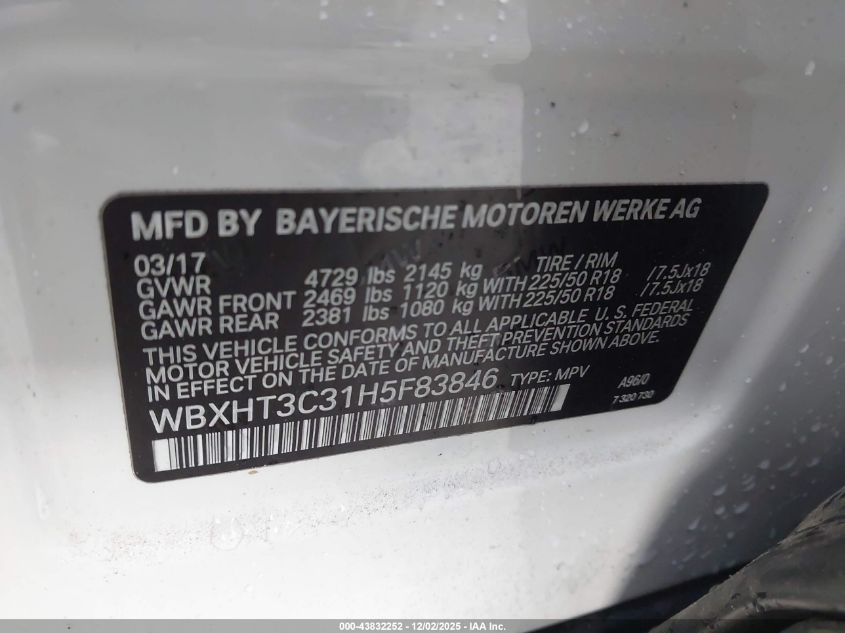 MFD BY BAYERISCHE MOTOREN WERKE AG
03/17 TIRE / RIM
GVWR 4729 lbs 2145 kg
GAWR FRONT 2469 lbs 1120 kg WITH 225/50 R18 /7.5Jx18
GAWR REAR 2381 lbs 1080 kg WITH 225/50 R18 /7.5Jx18
THIS VEHICLE CONFORMS TO ALL APPLICABLE U. S. FEDERAL
MOTOR VEHICLE SAFETY AND THEFT PREVENTION STANDARDS
IN EFFECT ON THE DATE OF MANUFACTURE SHOWN ABOVE.
WBXHT3C31H5F83846 TYPE: MPV A96/0
7 320 730
000-43832252 - 12/02/2025 - IAA Inc.